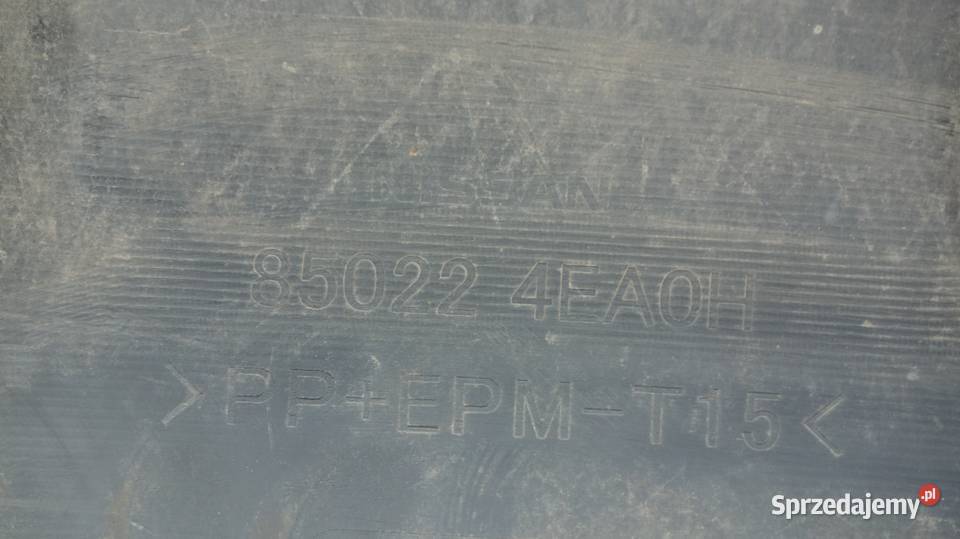 NISSAN
85022 4EA0H
>PP+EPM-T15<
Sprzedajemy.pl